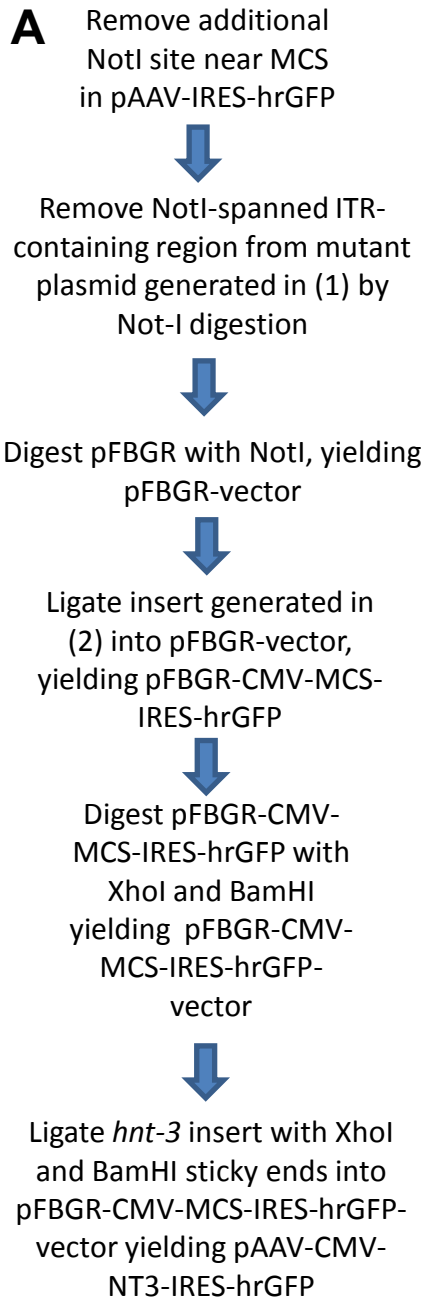 A
Remove additional
NotI site near MCS
in pAAV-IRES-hrGFP
Remove NotI-spanned ITR-
containing region from mutant
plasmid generated in (1) by
Not-I digestion
Digest pFBGR with NotI, yielding
pFBGR-vector
Ligate insert generated in
(2) into pFBGR-vector,
yielding pFBGR-CMV-MCS-
IRES-hrGFP
Digest pFBGR-CMV-
MCS-IRES-hrGFP with
XhoI and BamHI
yielding pFBGR-CMV-
MCS-IRES-hrGFP-
vector
Ligate hnt-3 insert with XhoI
and BamHI sticky ends into
pFBGR-CMV-MCS-IRES-hrGFP-
vector yielding pAAV-CMV-
NT3-IRES-hrGFP